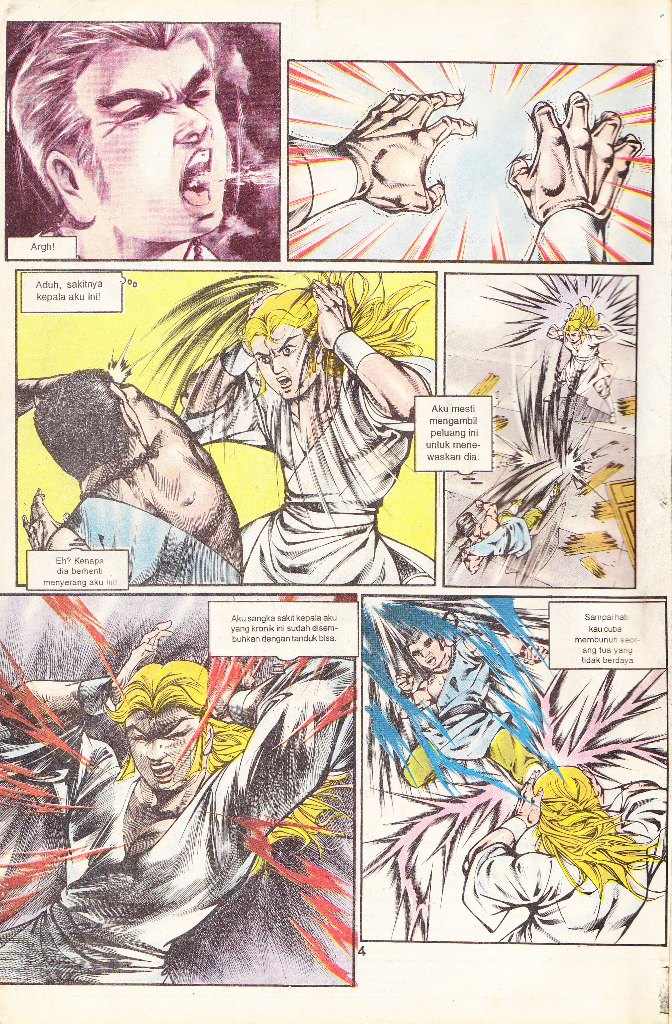 Argh!
Aduh, sakitnya
kepala aku ini!
Aku mesti
mengambil
peluang ini
untuk mene-
waskan dia.
Eh? Kenapa
dia berhenti
menyerang aku ini!
Aku sangka sakit kepala aku
yang kronik ini sudah disem-
buhkan dengan tanduk bisa.
Sampai hati
kau cuba
membunuh seor-
ang tua yang
tidak berdaya
4